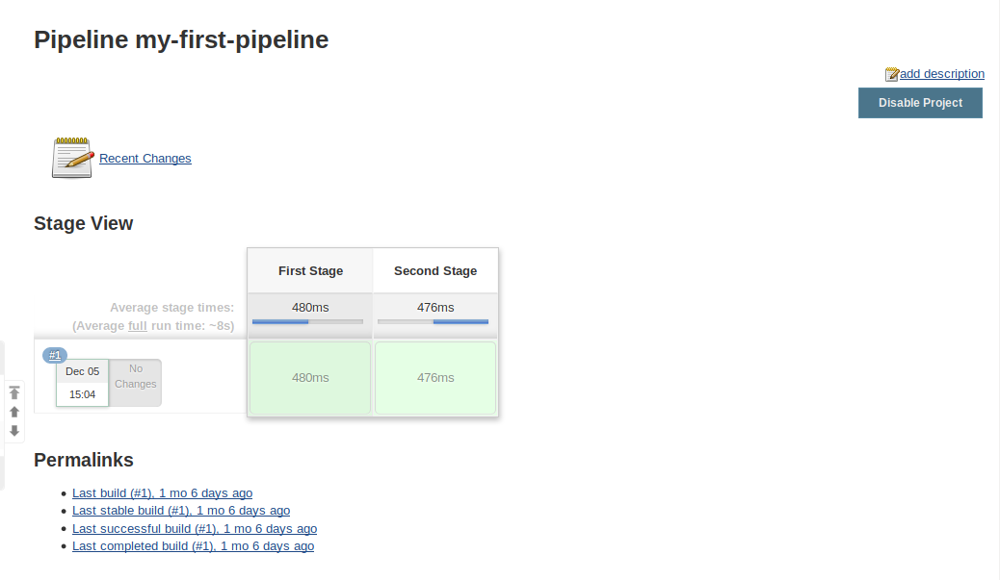 Pipeline my-first-pipeline
add description
Disable Project
Recent Changes
Stage View
First Stage Second Stage
Average stage times: 480ms 476ms
(Average full run time: ~8s)
#1
Dec 05 No
Changes
15:04
480ms 476ms
Permalinks
Last build (#1), 1 mo 6 days ago
Last stable build (#1), 1 mo 6 days ago
Last successful build (#1), 1 mo 6 days ago
Last completed build (#1), 1 mo 6 days ago